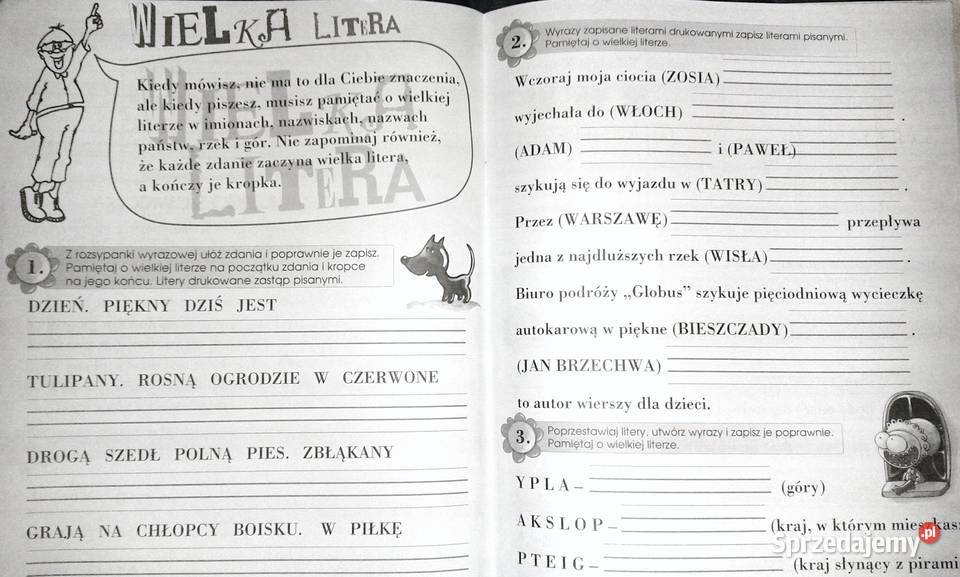 WIELKA LITERA
Kiedy mówisz, nie ma to dla Ciebie znaczenia,
ale kiedy piszesz, musisz pamiętać o wielkiej
literze w imionach, nazwiskach, nazwach
państw, rzek i gór. Nie zapominaj również,
że każde zdanie zaczyna wielka litera,
a kończy je kropka.
WIELKA
LITERA
1.
Z rozsypanki wyrazowej ułóż zdania i poprawnie je zapisz.
Pamiętaj o wielkiej literze na początku zdania i kropce
na jego końcu. Litery drukowane zastąp pisanymi.
DZIEŃ. PIĘKNY DZIŚ JEST
TULIPANY. ROSNĄ OGRODZIE W CZERWONE
DROGĄ SZEDŁ POLNĄ PIES. ZBŁĄKANY
GRAJĄ NA CHŁOPCY BOISKU. W PIŁKĘ
2.
Wyrazy zapisane literami drukowanymi zapisz literami pisanymi.
Pamiętaj o wielkiej literze.
Wczoraj moja ciocia (ZOSIA)
wyjechała do (WŁOCH) .
(ADAM) i (PAWEŁ)
szykują się do wyjazdu w (TATRY) .
Przez (WARSZAWĘ) przepływa
jedna z najdłuższych rzek (WISŁA) .
Biuro podróży „Globus” szykuje pięciodniową wycieczkę
autokarową w piękne (BIESZCZADY) .
(JAN BRZECHWA)
to autor wierszy dla dzieci.
3.
Poprzestawiaj litery, utwórz wyrazy i zapisz je poprawnie.
Pamiętaj o wielkiej literze.
Y P L A – (góry)
A K S L O P – (kraj, w którym mieszkasz
P T E I G – (kraj słynący z pirami
Sprzedajemy.pl